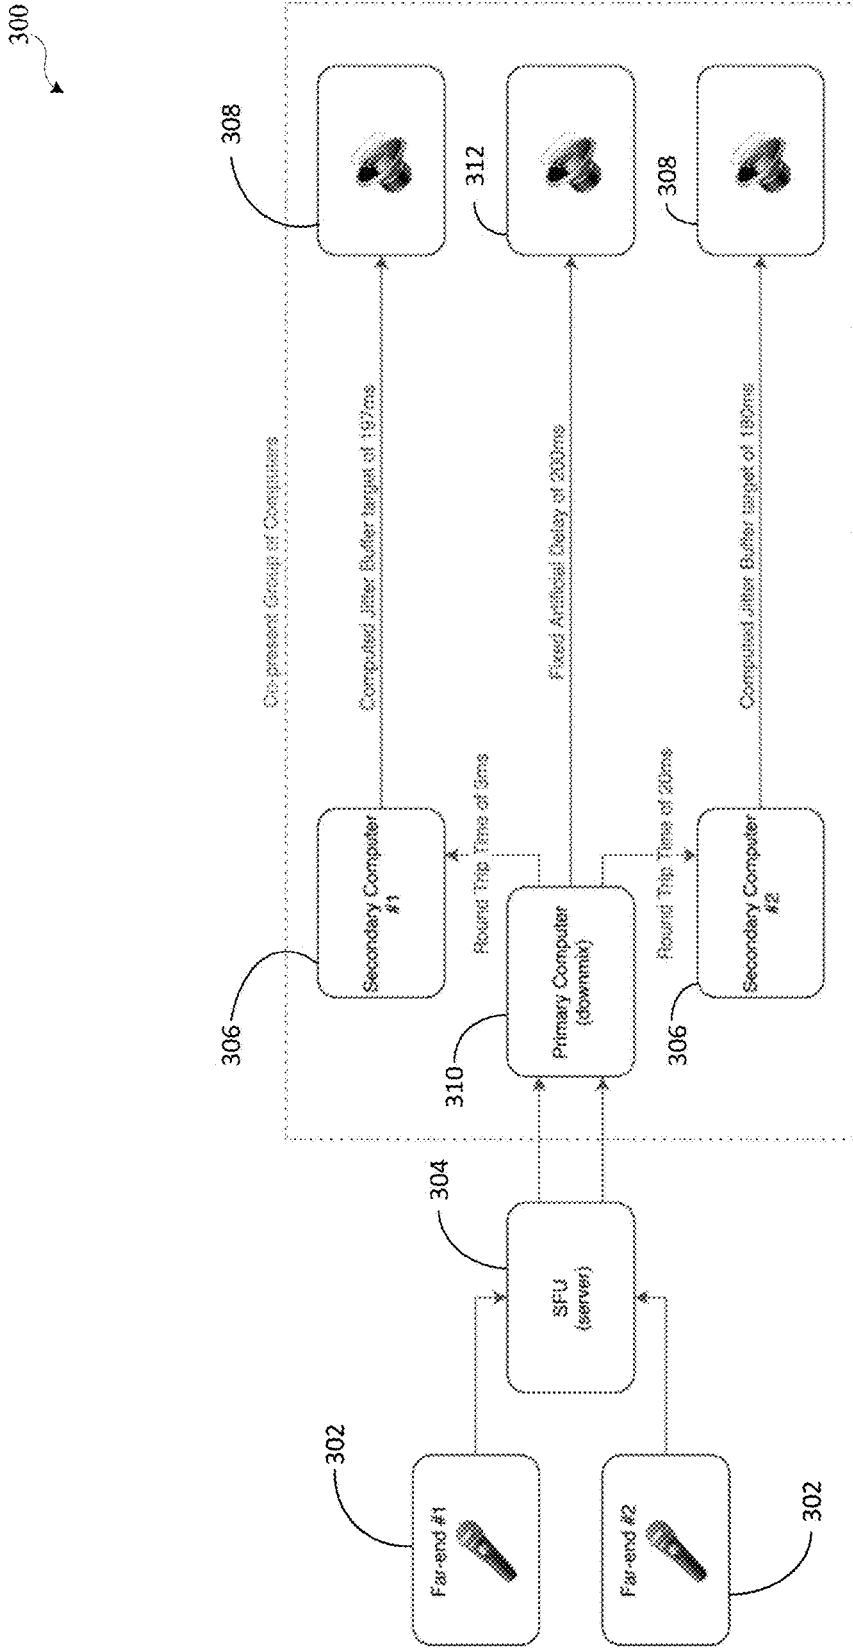 300
306
308
Co-present Group of Computers
302
Secondary Computer
#1
Computed Jitter Buffer target of 197ms
Far-end #1
304
310
Round Trip Time of 3ms
312
SFU
(server)
Primary Computer
(downmix)
Fixed Artificial Delay of 200ms
Far-end #2
306
Round Trip Time of 20ms
308
Secondary Computer
#2
Computed Jitter Buffer target of 180ms
302